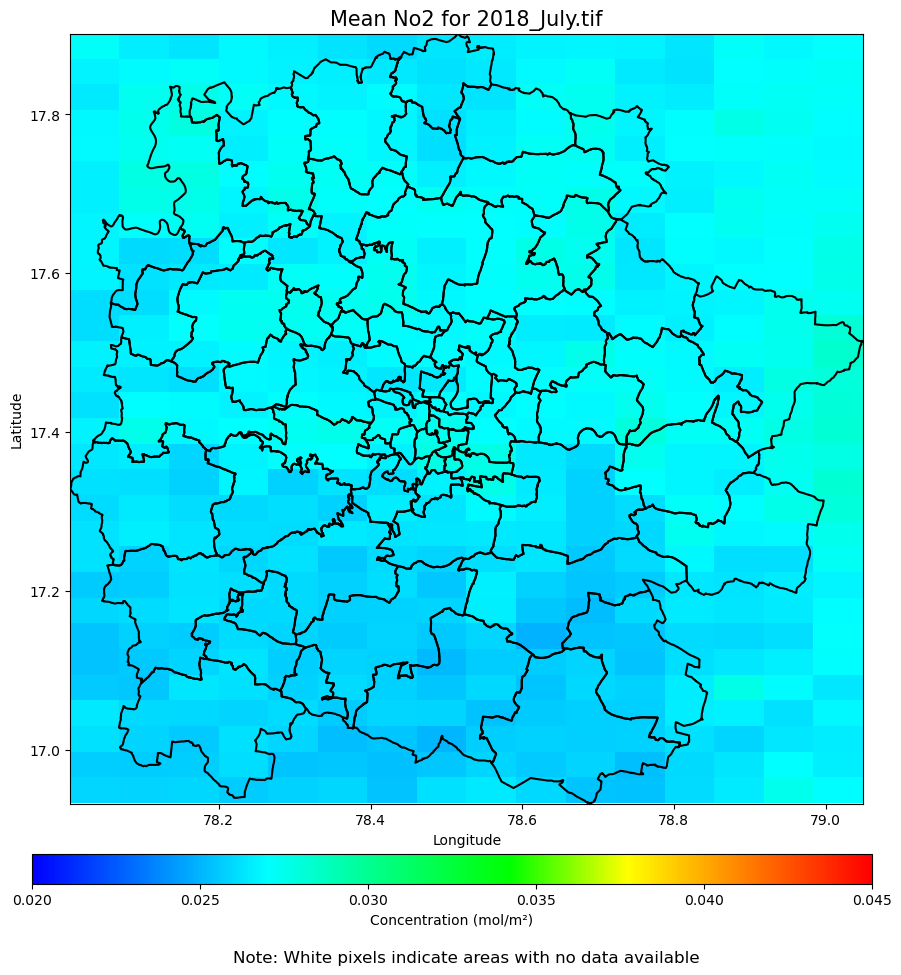 Mean No2 for 2018_July.tif
17.8
17.6
17.4
17.2
17.0
Latitude
78.2 78.4 78.6 78.8 79.0
Longitude
0.020 0.025 0.030 0.035 0.040 0.045
Concentration (mol/m²)
Note: White pixels indicate areas with no data available